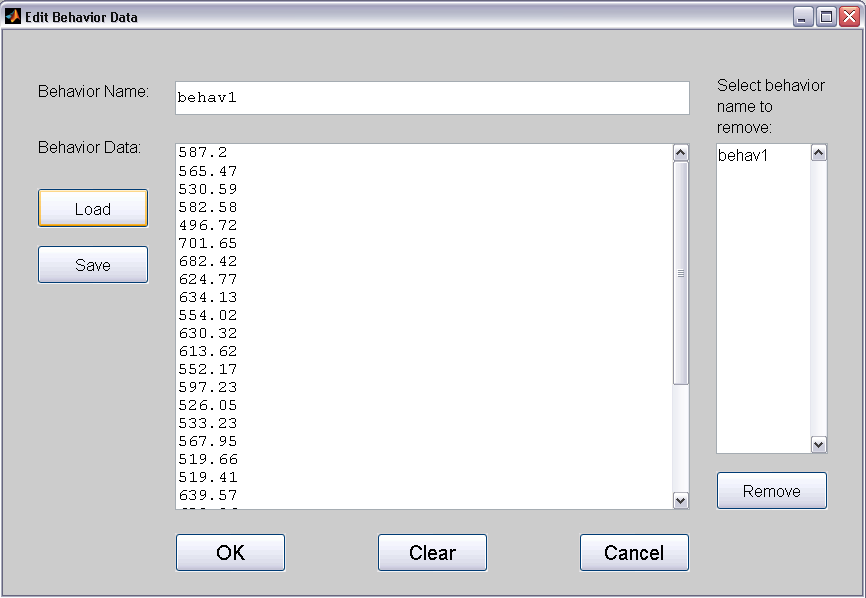 Edit Behavior Data
Behavior Name:
behav1
Select behavior
name to
remove:
Behavior Data:
587.2
565.47
530.59
582.58
496.72
701.65
682.42
624.77
634.13
554.02
630.32
613.62
552.17
597.23
526.05
533.23
567.95
519.66
519.41
639.57
behav1
Load
Save
Remove
OK
Clear
Cancel